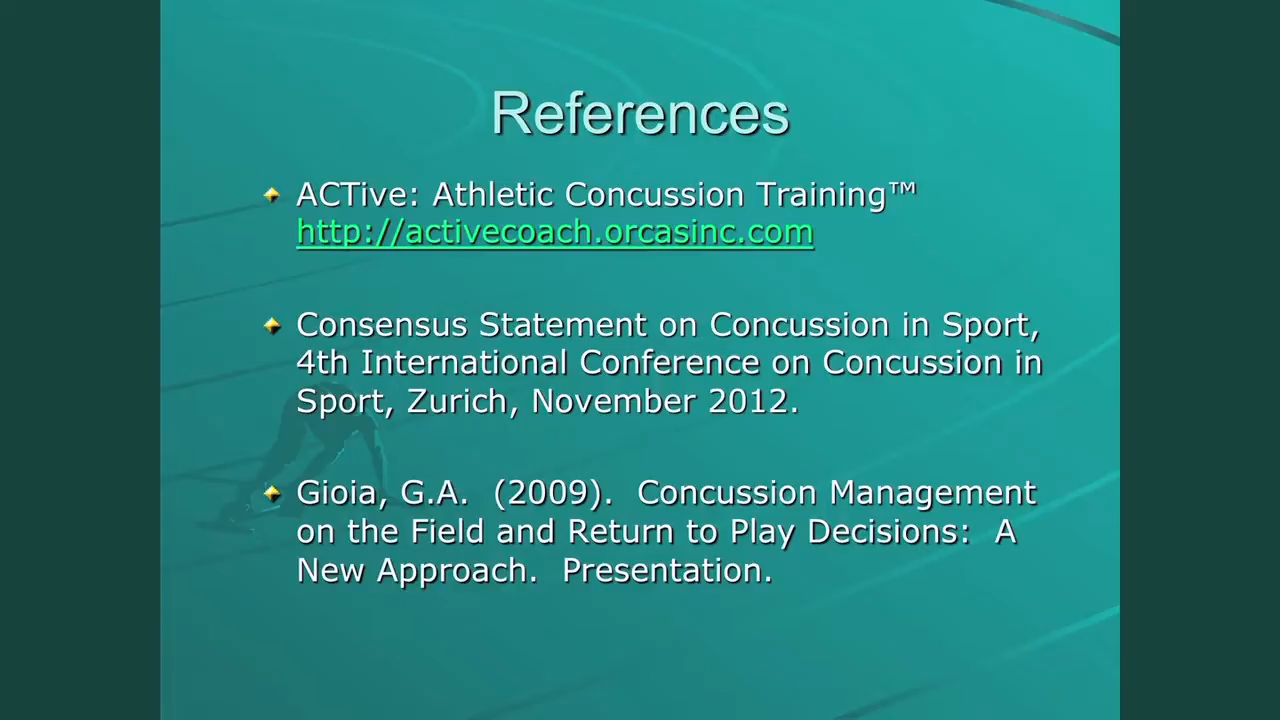 References
ACTive: Athletic Concussion Training™
http://activecoach.orcasinc.com
Consensus Statement on Concussion in Sport,
4th International Conference on Concussion in
Sport, Zurich, November 2012.
Gioia, G.A.  (2009).  Concussion Management
on the Field and Return to Play Decisions:  A
New Approach.  Presentation.